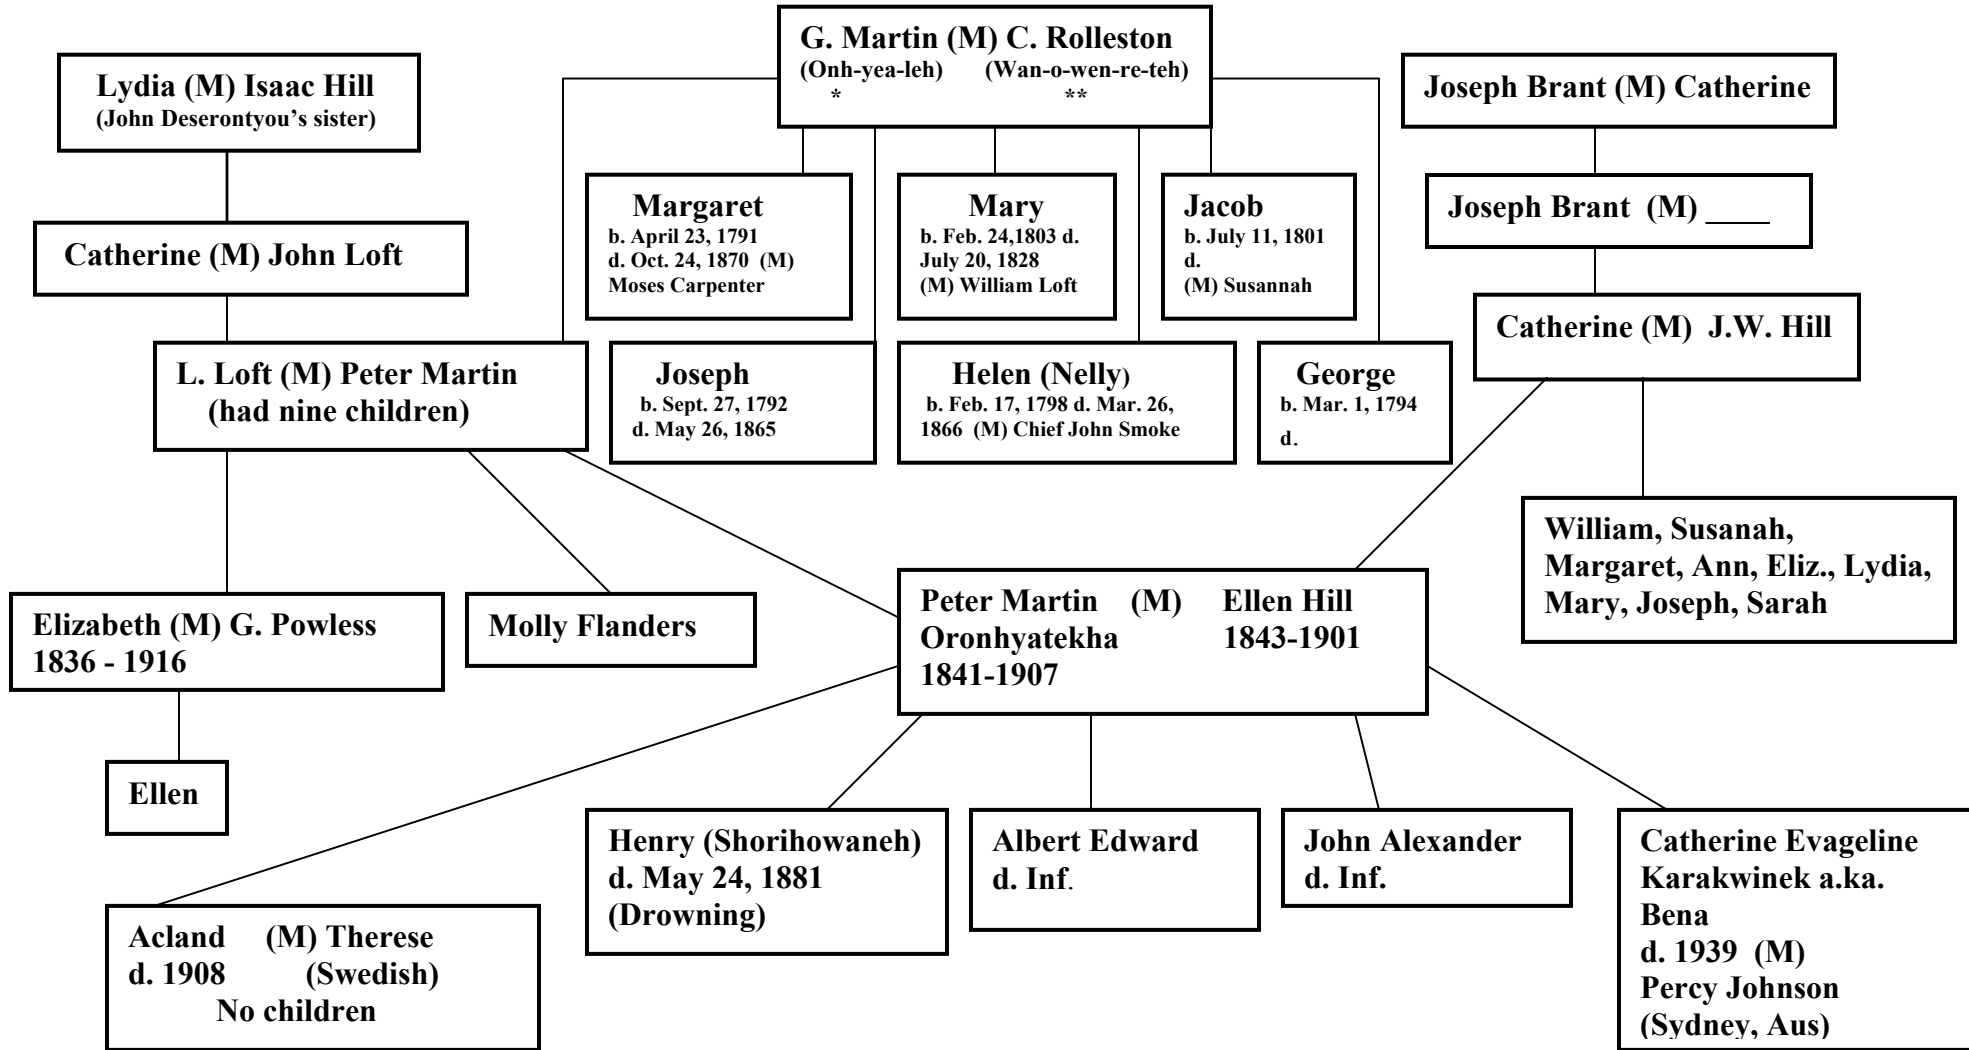 G. Martin (M) C. Rolleston
(Onh-yea-leh) (Wan-o-wen-re-teh)
* **
Lydia (M) Isaac Hill
(John Deserontyou’s sister)
Joseph Brant (M) Catherine
Margaret
b. April 23, 1791
d. Oct. 24, 1870 (M)
Moses Carpenter
Mary
b. Feb. 24,1803 d.
July 20, 1828
(M) William Loft
Jacob
b. July 11, 1801
d.
(M) Susannah
Joseph Brant (M) ____
Catherine (M) John Loft
Catherine (M) J.W. Hill
L. Loft (M) Peter Martin
(had nine children)
Joseph
b. Sept. 27, 1792
d. May 26, 1865
Helen (Nelly)
b. Feb. 17, 1798 d. Mar. 26,
1866 (M) Chief John Smoke
George
b. Mar. 1, 1794
d.
William, Susanah,
Margaret, Ann, Eliz., Lydia,
Mary, Joseph, Sarah
Elizabeth (M) G. Powless
1836 - 1916
Molly Flanders
Peter Martin (M) Ellen Hill
Oronhyatekha 1843-1901
1841-1907
Ellen
Henry (Shorihowaneh)
d. May 24, 1881
(Drowning)
Albert Edward
d. Inf.
John Alexander
d. Inf.
Catherine Evageline
Karakwinek a.ka.
Bena
d. 1939 (M)
Percy Johnson
(Sydney, Aus)
Acland (M) Therese
d. 1908 (Swedish)
No children